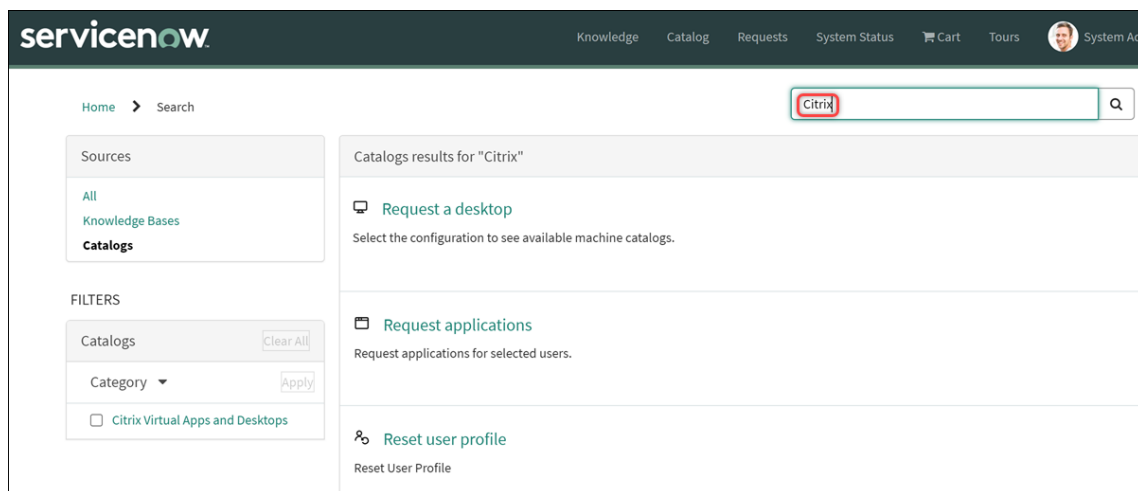 servicenow
Knowledge Catalog Requests System Status Cart Tours System Ad
Home Search
Citrix
Sources
All
Knowledge Bases
Catalogs
FILTERS
Catalogs Clear All
Category Apply
Citrix Virtual Apps and Desktops
Catalogs results for "Citrix"
Request a desktop
Select the configuration to see available machine catalogs.
Request applications
Request applications for selected users.
Reset user profile
Reset User Profile